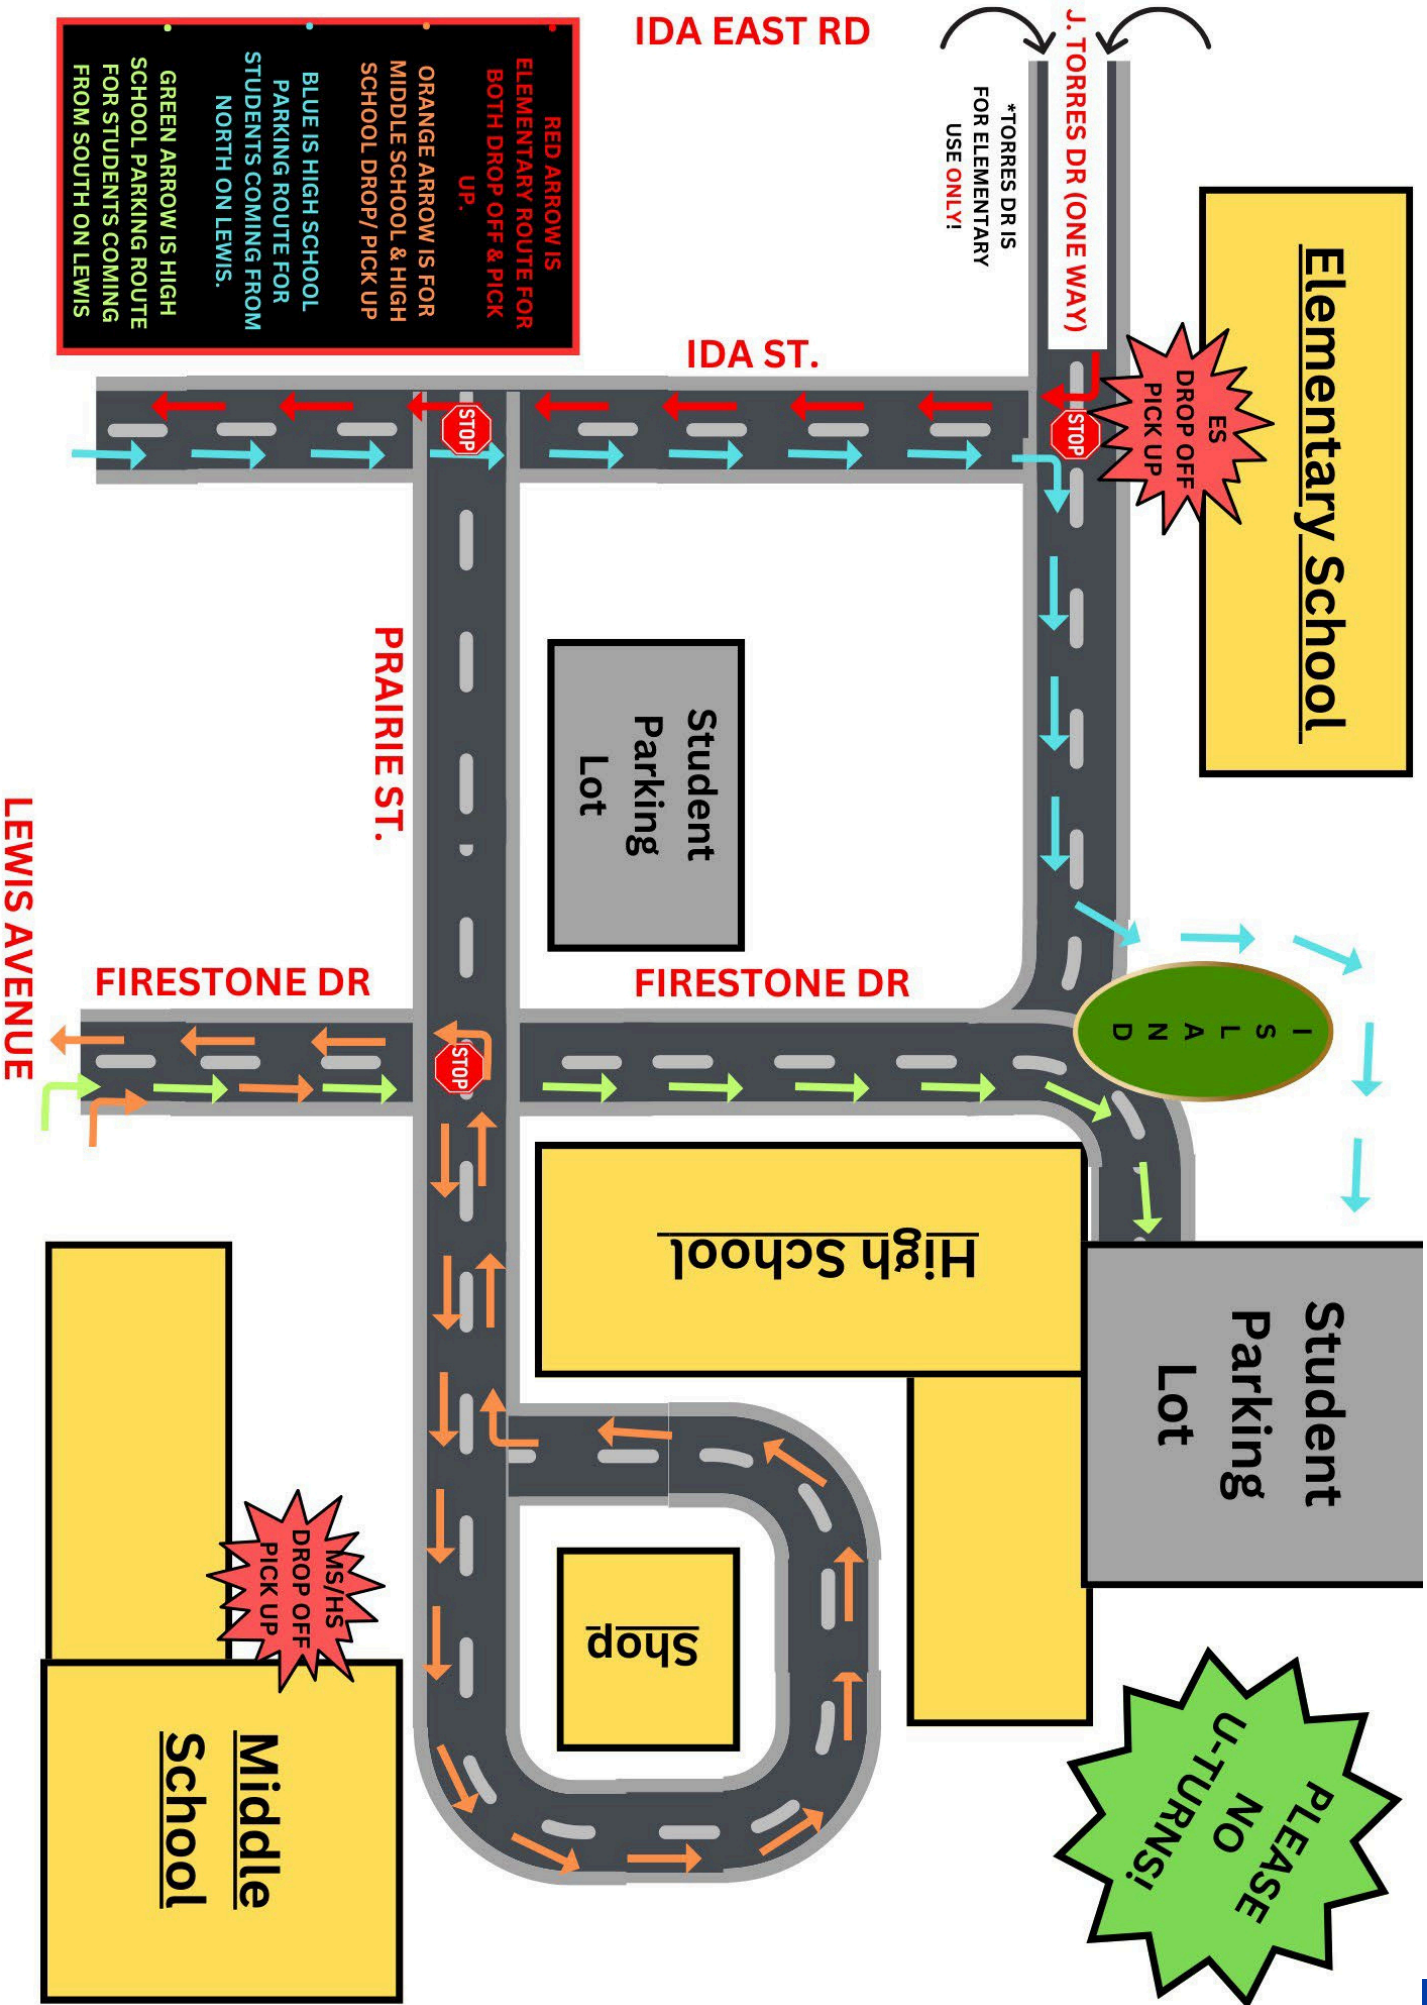 IDA EAST RD
J. TORRES DR (ONE WAY)
*TORRES DR IS
FOR ELEMENTARY
USE ONLY!
Elementary School
ES
DROP OFF
PICK UP
RED ARROW IS
ELEMENTARY ROUTE FOR
BOTH DROP OFF & PICK
UP.
ORANGE ARROW IS FOR
MIDDLE SCHOOL & HIGH
SCHOOL DROP/ PICK UP
BLUE IS HIGH SCHOOL
PARKING ROUTE FOR
STUDENTS COMING FROM
NORTH ON LEWIS.
GREEN ARROW IS HIGH
SCHOOL PARKING ROUTE
FOR STUDENTS COMING
FROM SOUTH ON LEWIS
IDA ST.
STOP
STOP
Student
Parking
Lot
PRAIRIE ST.
LEWIS AVENUE
FIRESTONE DR
FIRESTONE DR
STOP
ISLAND
High School
Student
Parking
Lot
Shop
MS/HS
DROP OFF
PICK UP
Middle
School
PLEASE
NO
U-TURNS!